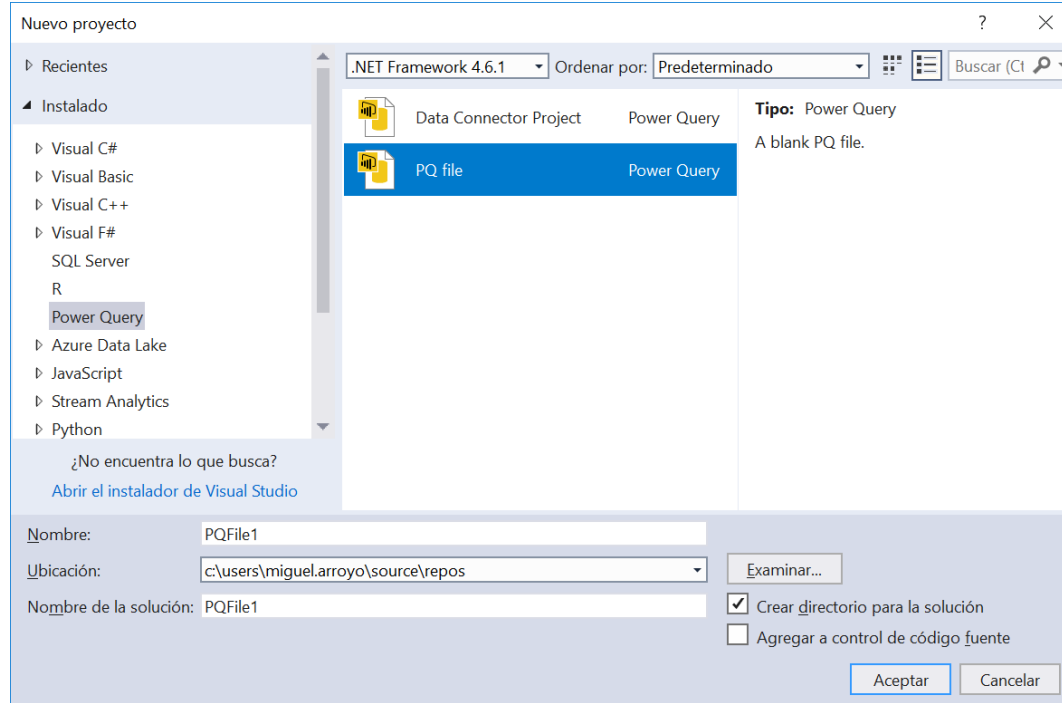 Nuevo proyecto
?
Recientes
Instalado
Visual C#
Visual Basic
Visual C++
Visual F#
SQL Server
R
Power Query
Azure Data Lake
JavaScript
Stream Analytics
Python
¿No encuentra lo que busca?
Abrir el instalador de Visual Studio
.NET Framework 4.6.1 Ordenar por: Predeterminado Buscar (Ct
Data Connector Project Power Query
PQ file Power Query
Tipo: Power Query
A blank PQ file.
Nombre: PQFile1
Ubicación: c:\users\miguel.arroyo\source\repos Examinar...
Nombre de la solución: PQFile1
Crear directorio para la solución
Agregar a control de código fuente
Aceptar Cancelar